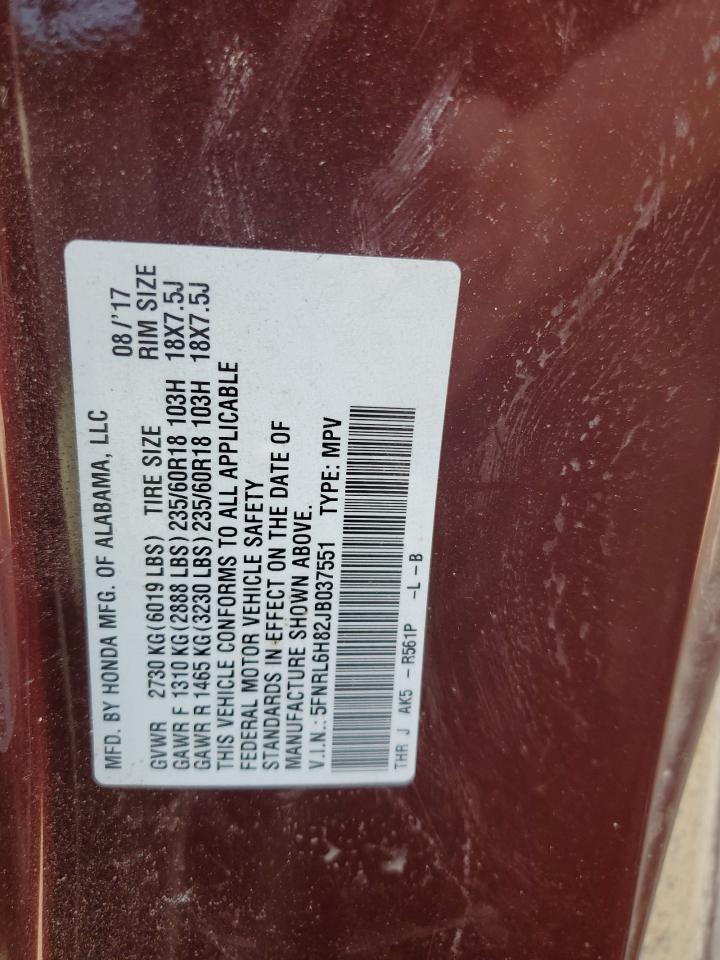 MFD. BY HONDA MFG. OF ALABAMA, LLC 08/'17
GVWR 2730 KG(6019 LBS) TIRE SIZE RIM SIZE
GAWR F 1310 KG(2888 LBS)235/60R18 103H 18X7.5J
GAWR R 1465 KG(3230 LBS)235/60R18 103H 18X7.5J
THIS VEHICLE CONFORMS TO ALL APPLICABLE
FEDERAL MOTOR VEHICLE SAFETY
STANDARDS IN EFFECT ON THE DATE OF
MANUFACTURE SHOWN ABOVE.
V.I.N.:5FNRL6H82JB037551 TYPE: MPV
THR J AK5 -R561P -L-B